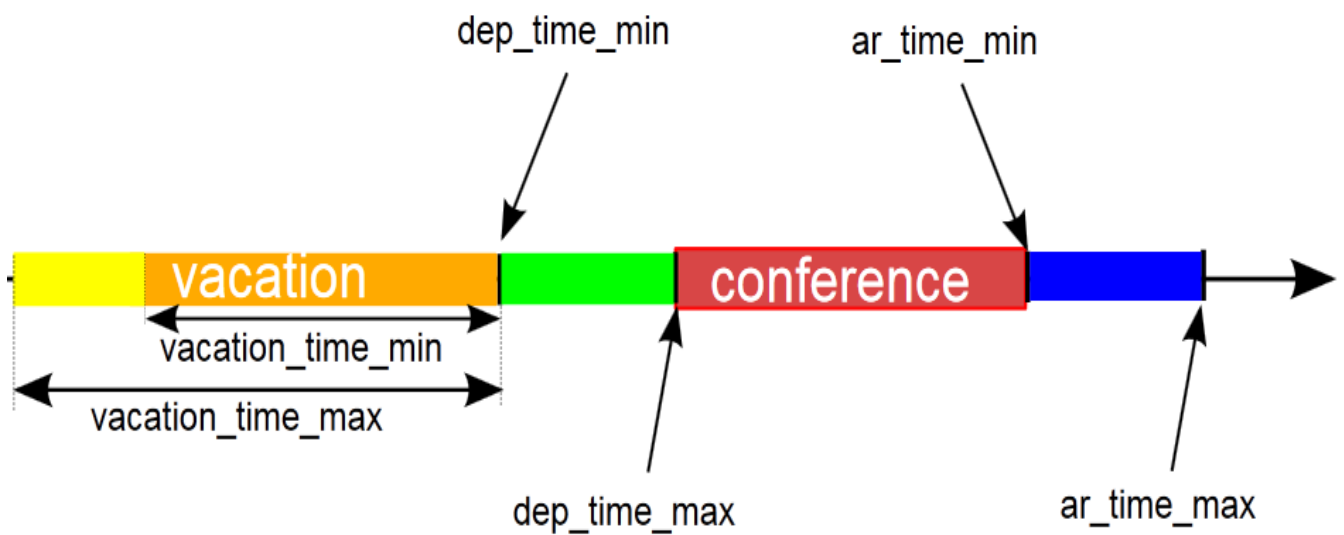 dep_time_min
ar_time_min
vacation
conference
vacation_time_min
vacation_time_max
dep_time_max
ar_time_max